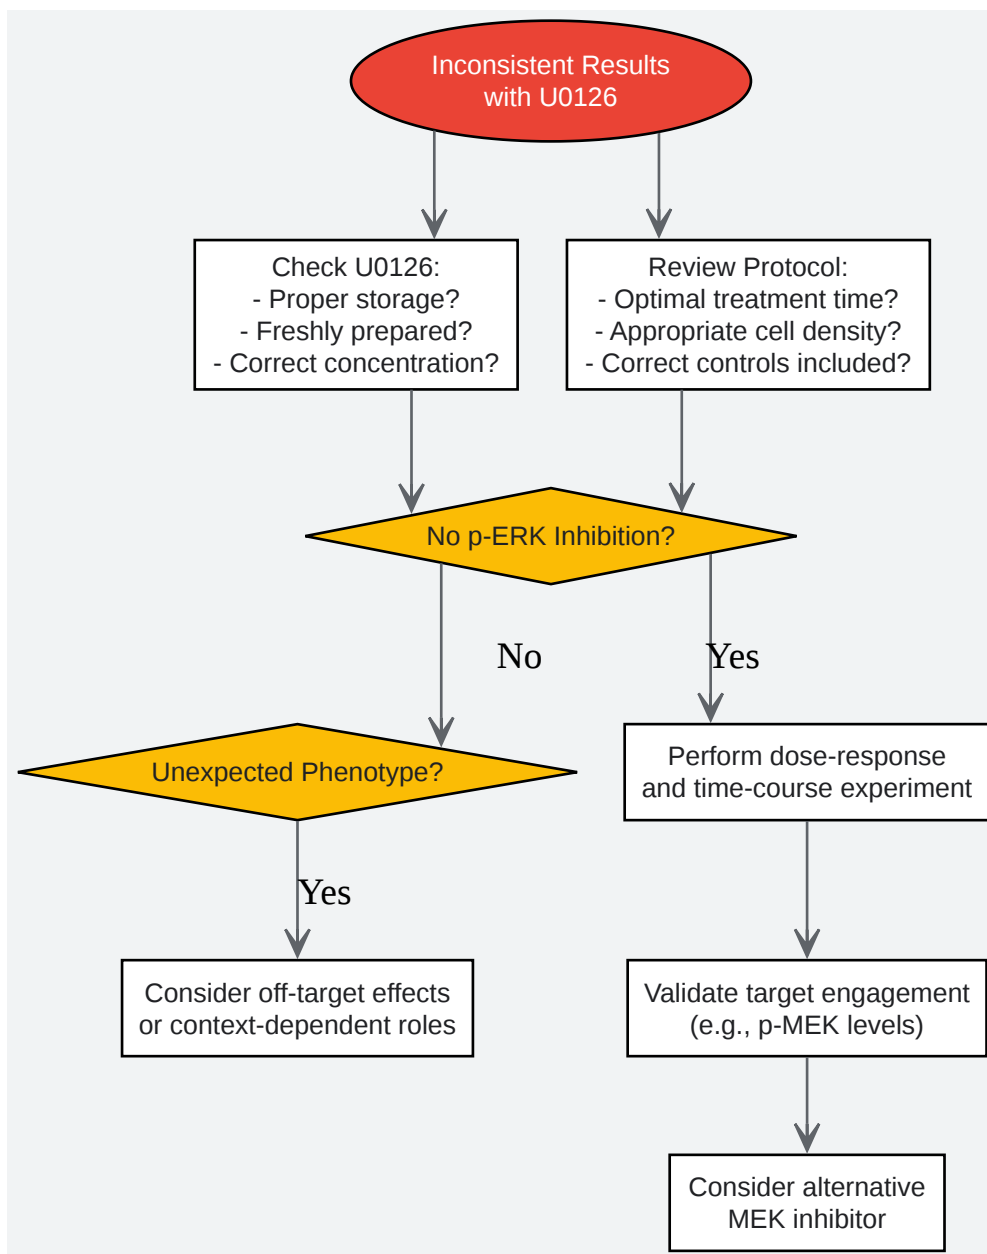 Inconsistent Results
with U0126
Check U0126:
- Proper storage?
- Freshly prepared?
- Correct concentration?
Review Protocol:
- Optimal treatment time?
- Appropriate cell density?
- Correct controls included?
No p-ERK Inhibition?
No
Yes
Unexpected Phenotype?
Perform dose-response
and time-course experiment
Yes
Consider off-target effects
or context-dependent roles
Validate target engagement
(e.g., p-MEK levels)
Consider alternative
MEK inhibitor